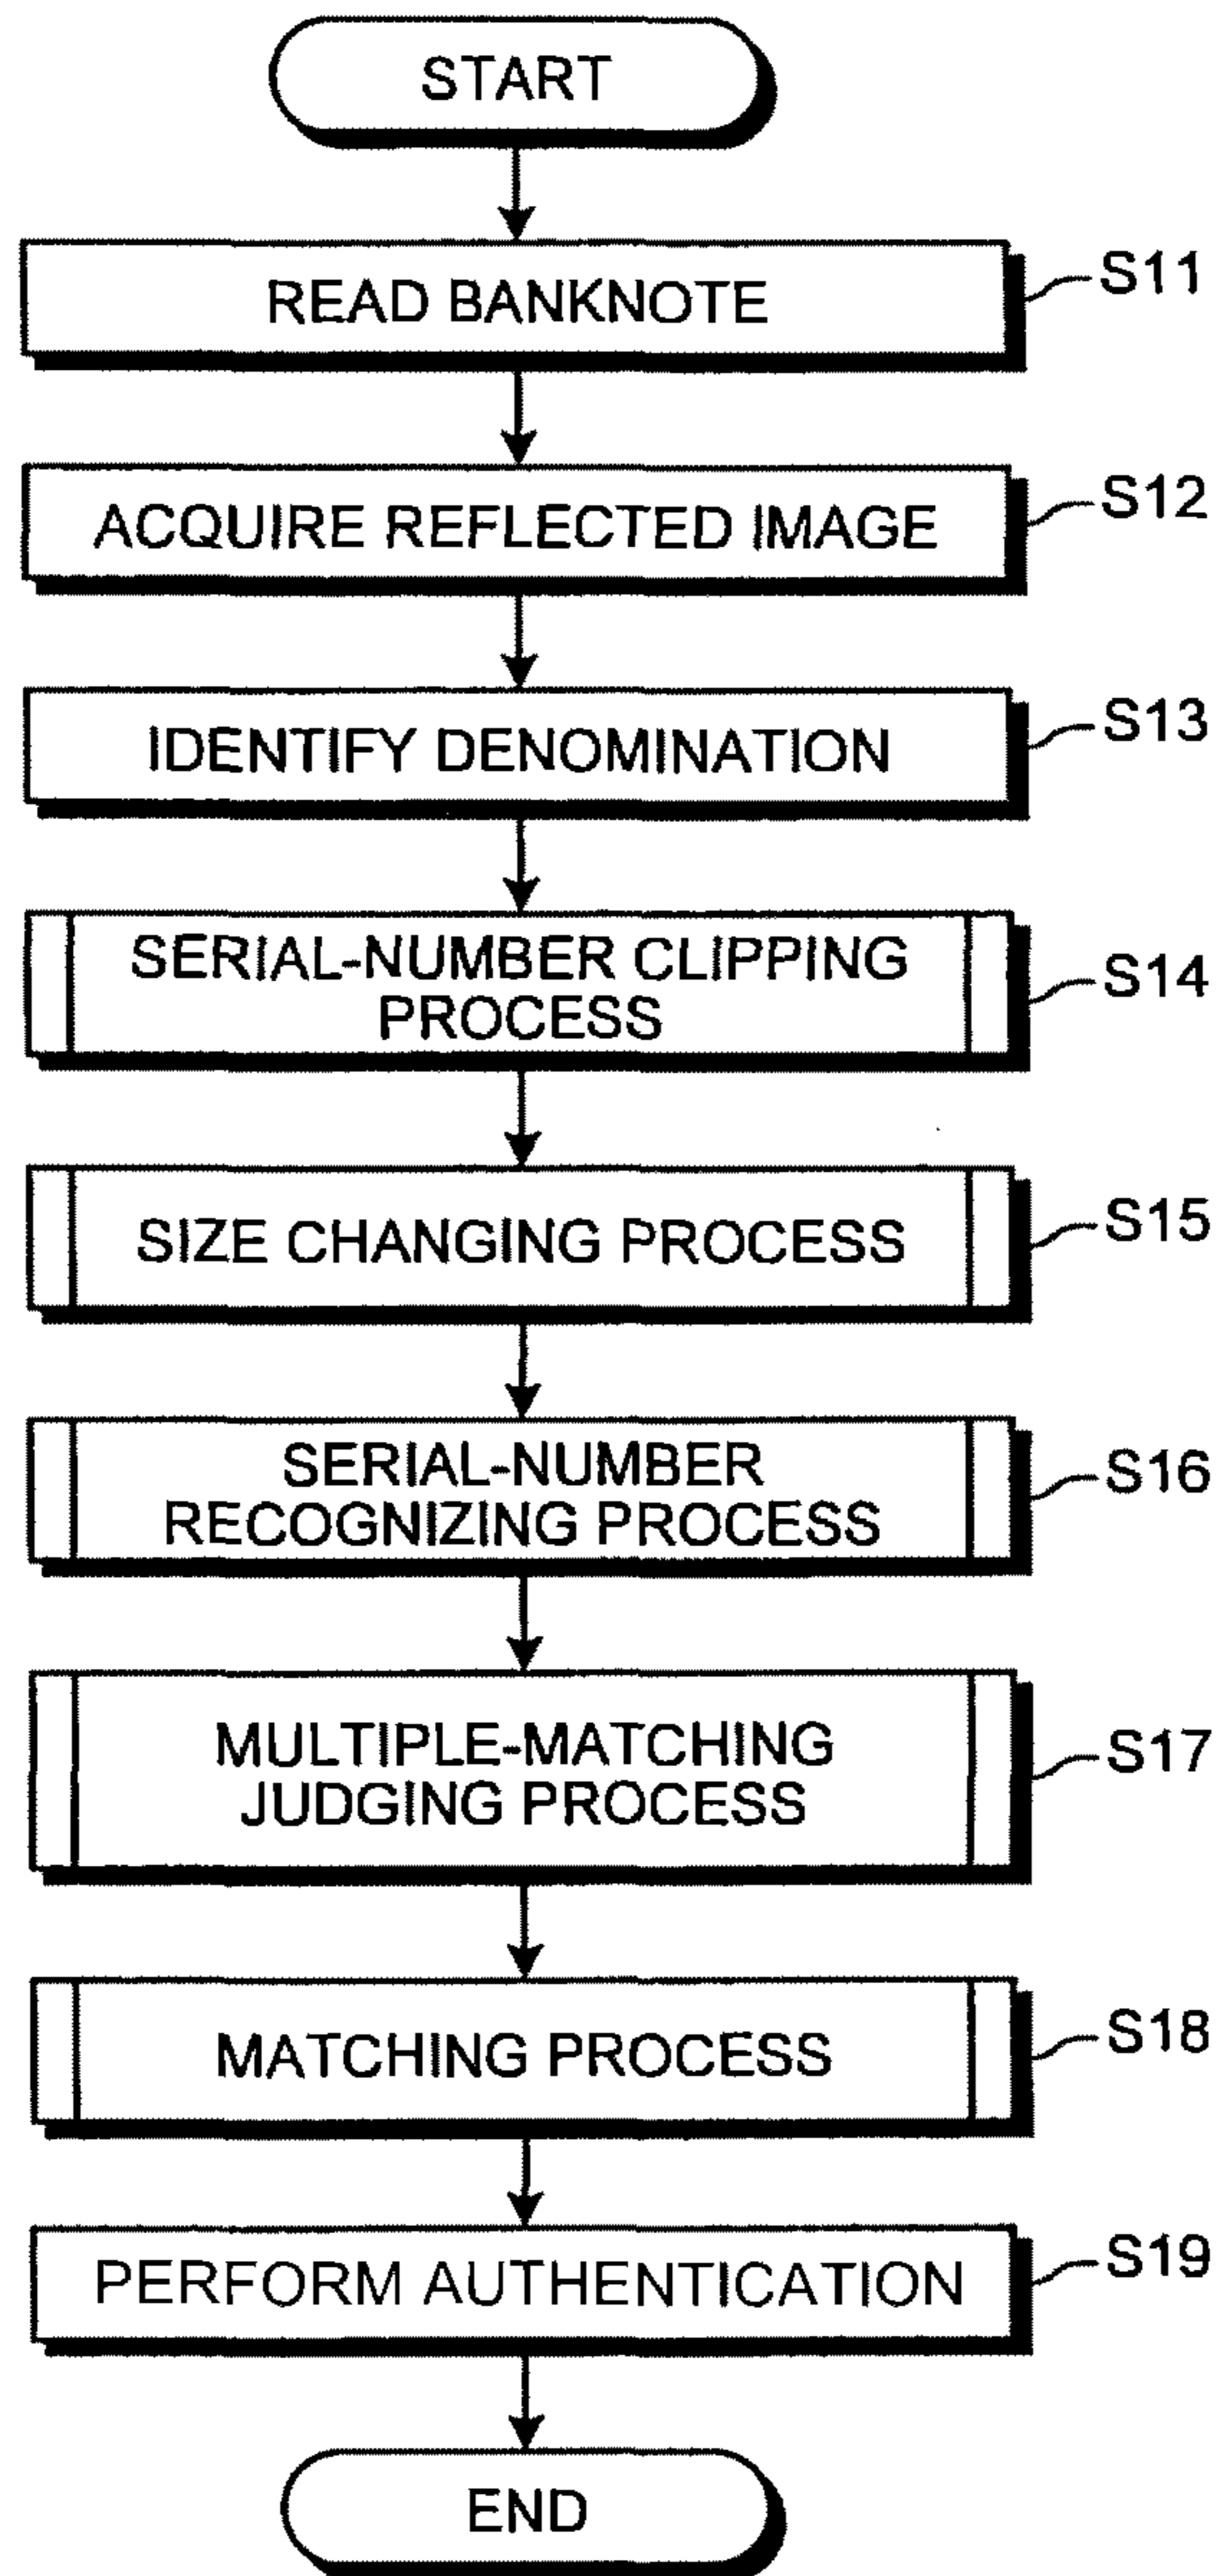 START
READ BANKNOTE
S11
ACQUIRE REFLECTED IMAGE
S12
IDENTIFY DENOMINATION
S13
SERIAL-NUMBER CLIPPING
PROCESS
S14
SIZE CHANGING PROCESS
S15
SERIAL-NUMBER
RECOGNIZING PROCESS
S16
MULTIPLE-MATCHING
JUDGING PROCESS
S17
MATCHING PROCESS
S18
PERFORM AUTHENTICATION
S19
END